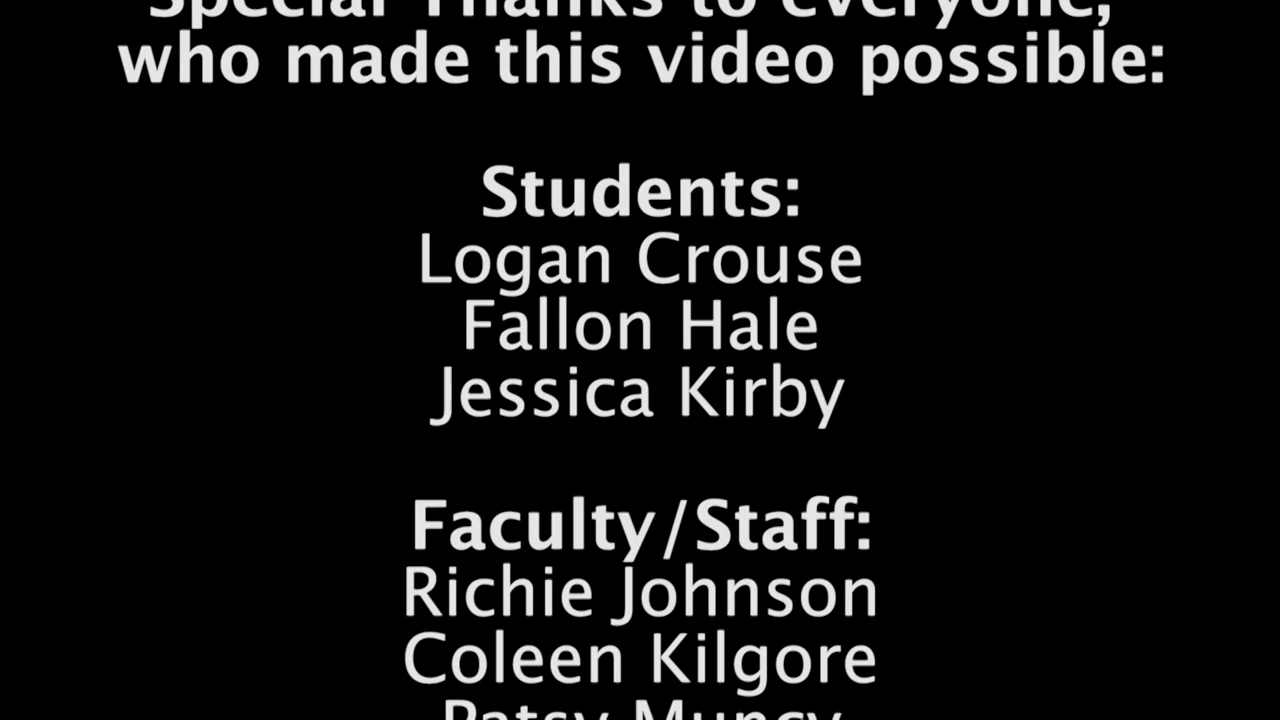 Special Thanks to everyone,
who made this video possible:
Students:
Logan Crouse
Fallon Hale
Jessica Kirby
Faculty/Staff:
Richie Johnson
Coleen Kilgore
Patsy Muncy